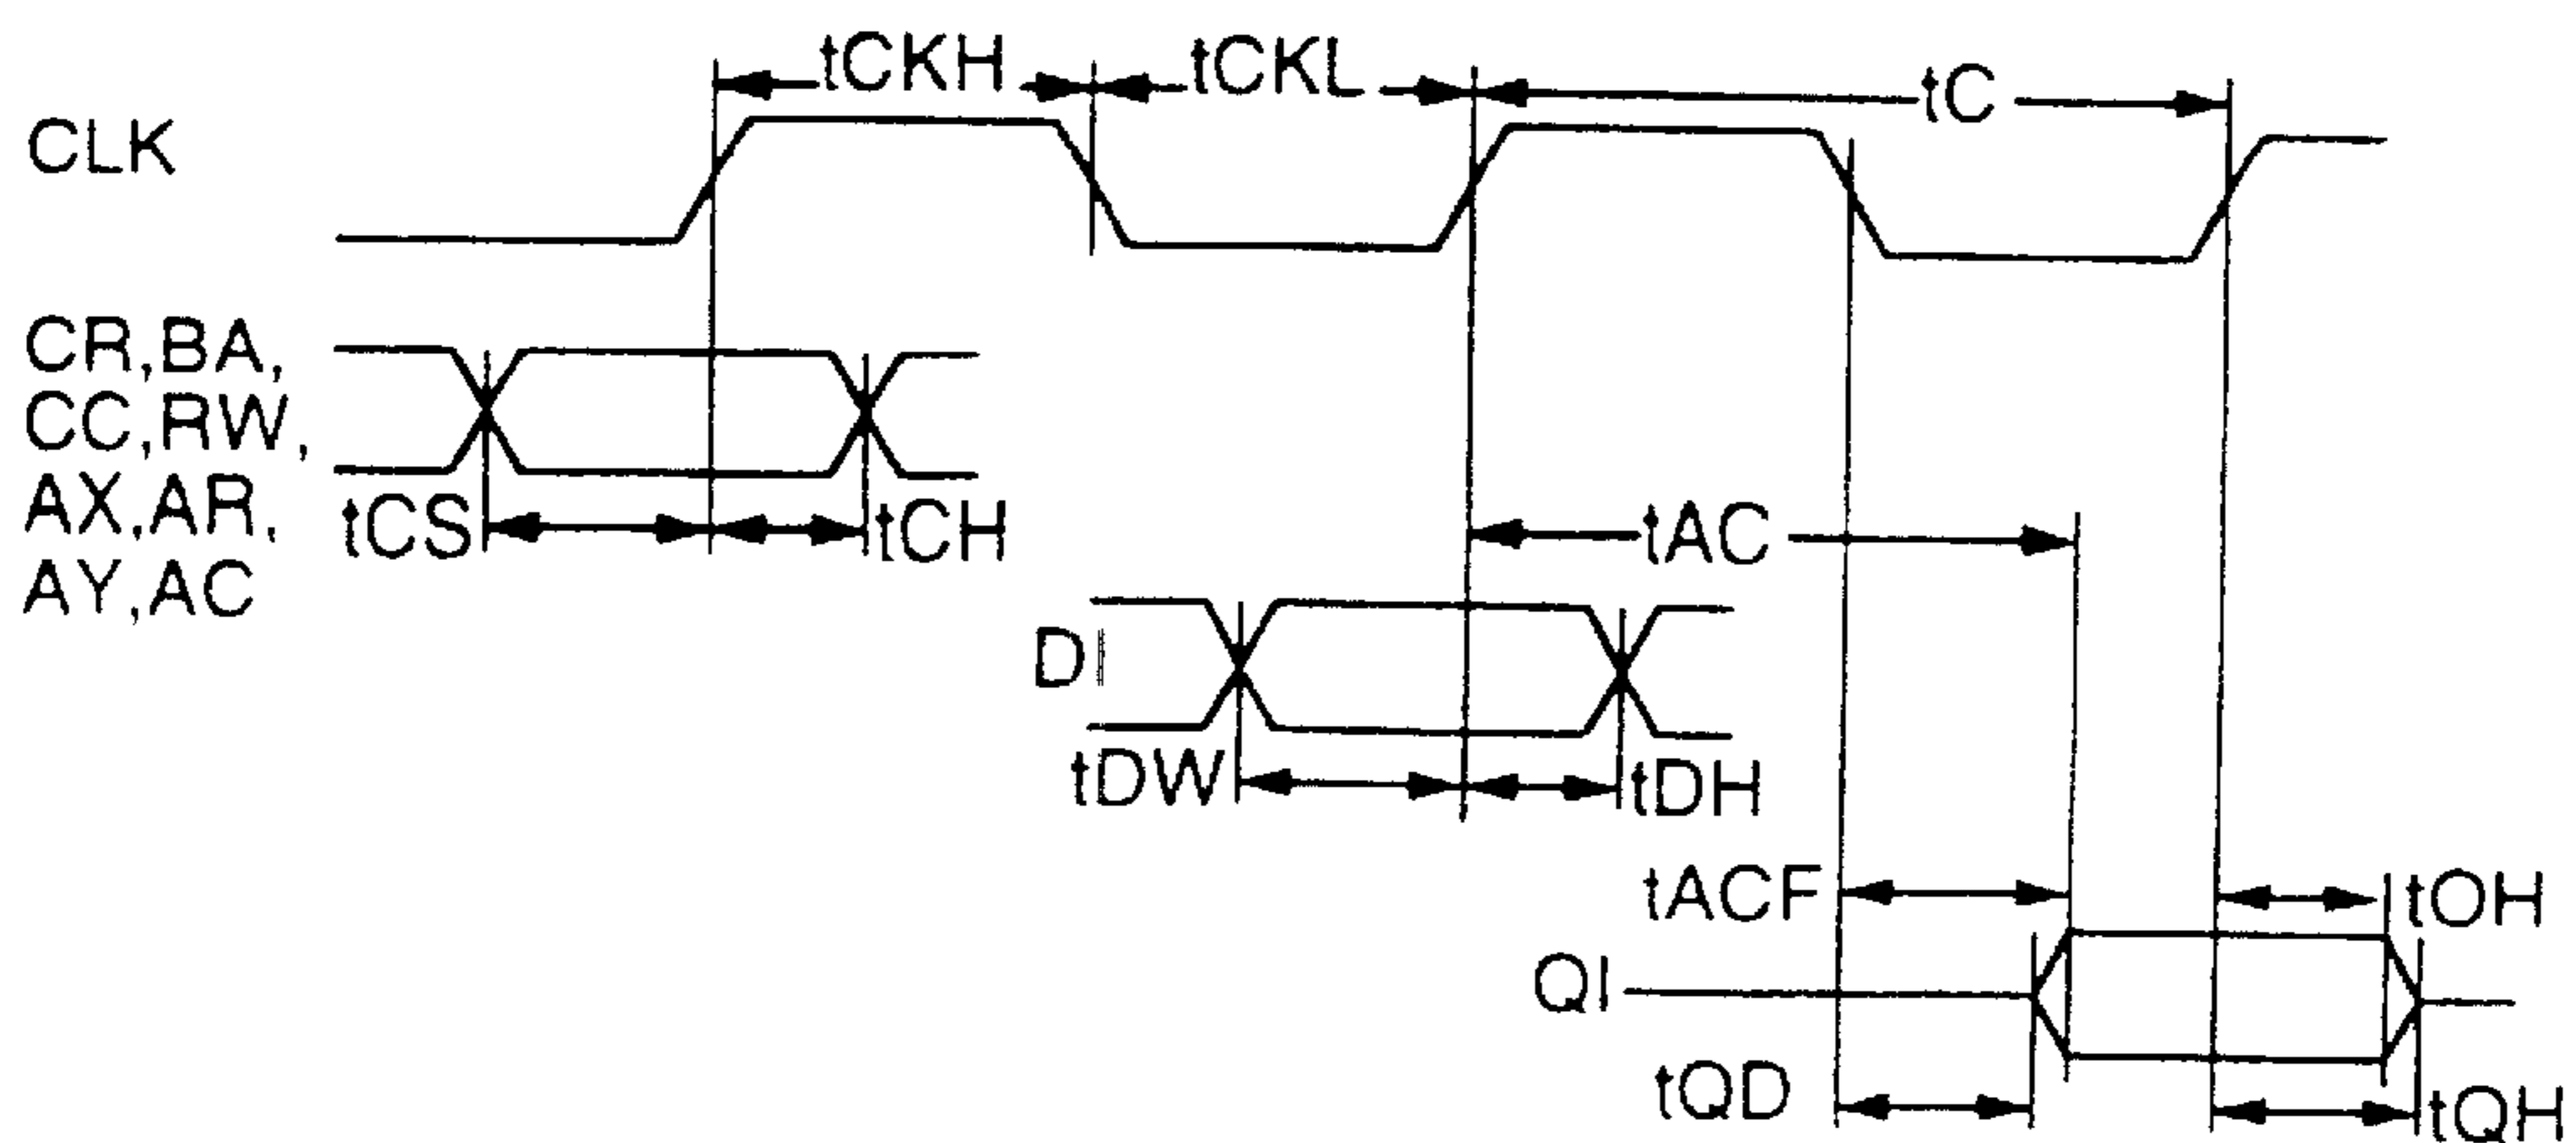 tCKH tCKL tC
CLK
CR,BA,
CC,RW,
AX,AR,
AY,AC
tCS tCH
tAC
DI
tDW tDH
tACF tOH
QI
tQD tQH